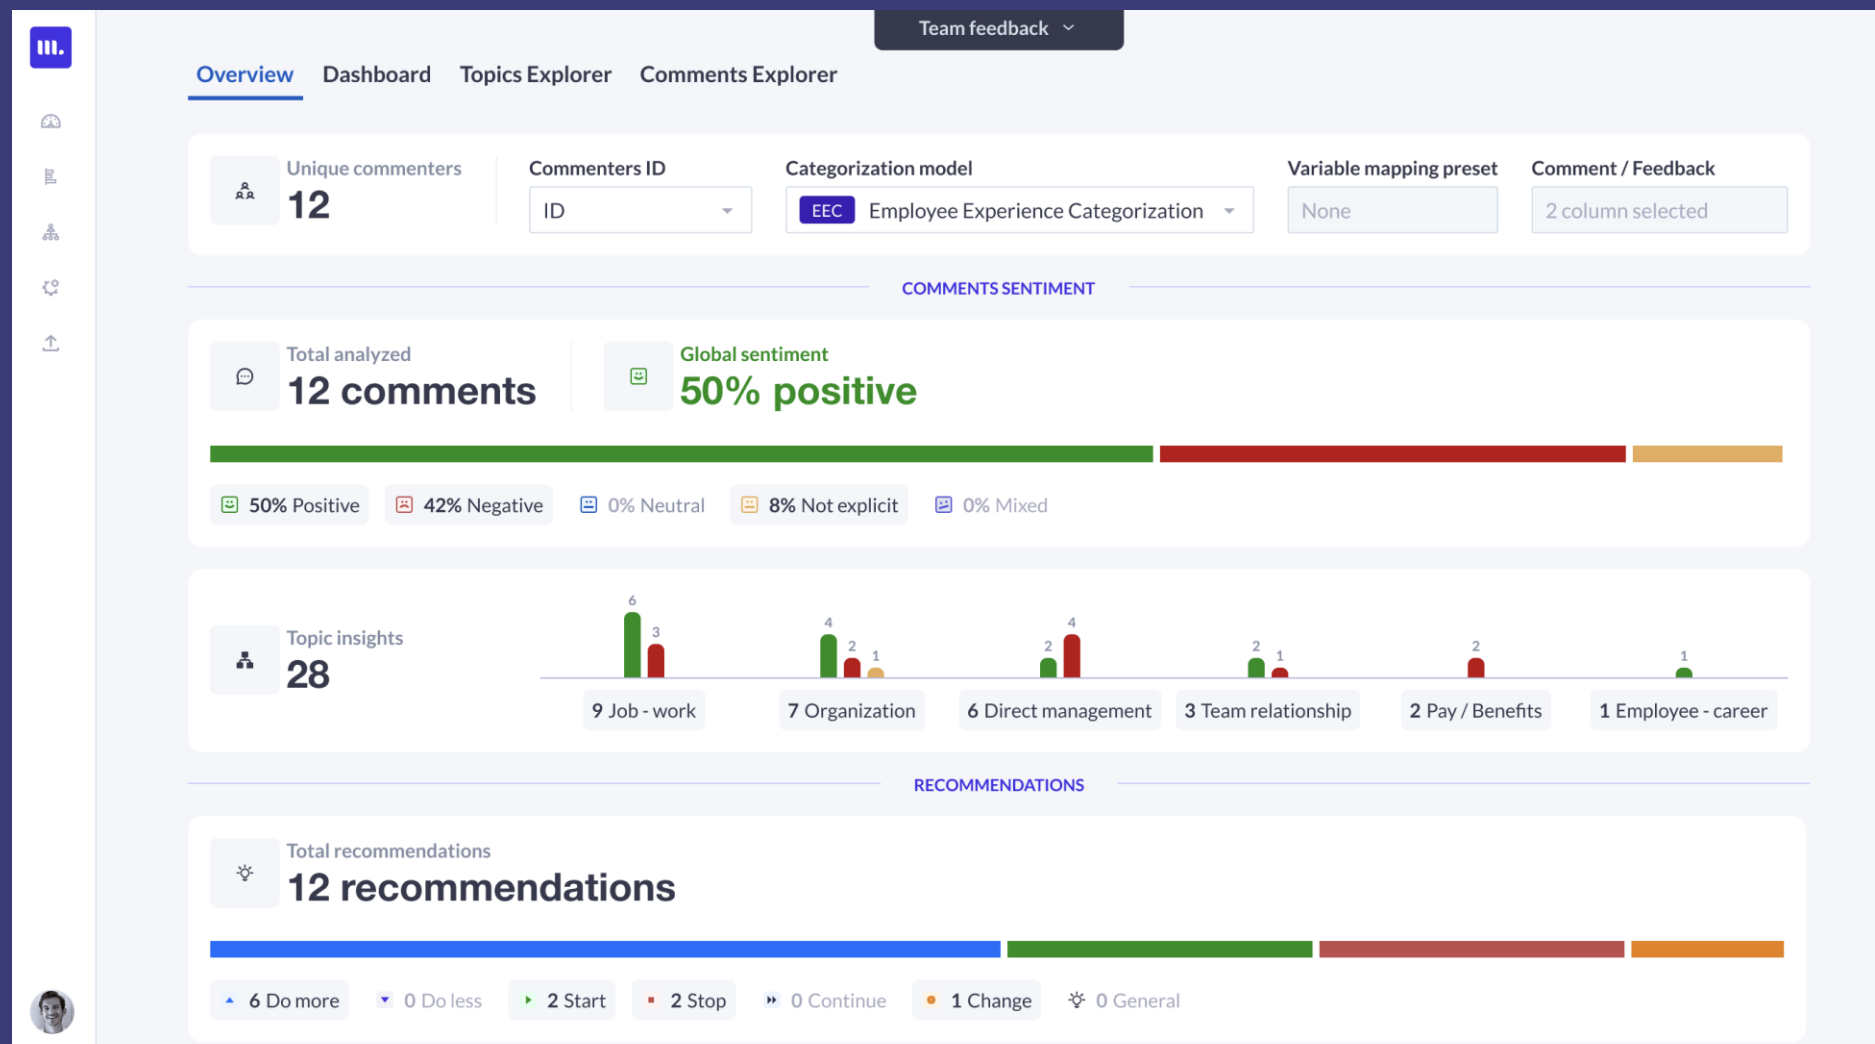 m.
Team feedback
Overview Dashboard Topics Explorer Comments Explorer
Unique commenters
12
Commenters ID
ID
Categorization model
EEC Employee Experience Categorization
Variable mapping preset
None
Comment / Feedback
2 column selected
COMMENTS SENTIMENT
Total analyzed
12 comments
Global sentiment
50% positive
50% Positive 42% Negative 0% Neutral 8% Not explicit 0% Mixed
Topic insights
28
6 3
4 2 1
2 4
2 1
2
1
9 Job - work 7 Organization 6 Direct management 3 Team relationship 2 Pay / Benefits 1 Employee - career
RECOMMENDATIONS
Total recommendations
12 recommendations
6 Do more 0 Do less 2 Start 2 Stop 0 Continue 1 Change 0 General